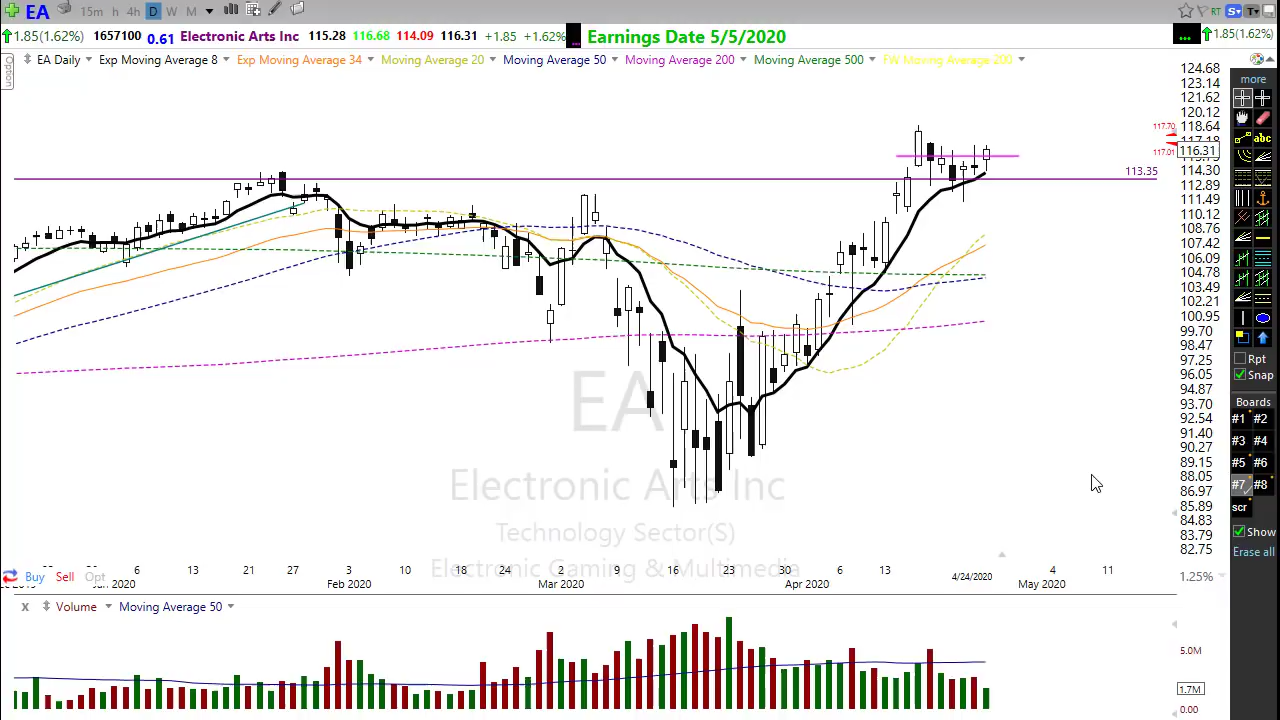 EA 15m h 4h D W M RT S T
1.85(1.62%) 1657100 0.61 Electronic Arts Inc 115.28 116.68 114.09 116.31 +1.85 +1.62% ... Earnings Date 5/5/2020 ... 1.85(1.62%)
Option
EA Daily Exp Moving Average 8 Exp Moving Average 34 Moving Average 20 Moving Average 50 Moving Average 200 Moving Average 500 FW Moving Average 200
124.68
123.14
121.62
120.12
118.64
117.70
116.31
117.01
114.30
113.35
112.89
111.49
110.12
108.76
107.42
106.09
104.78
103.49
102.21
100.95
99.70
98.47
97.25
96.05
94.87
93.70
92.54
91.40
90.27
89.15
88.05
86.97
85.89
84.83
83.79
82.75
EA
Electronic Arts Inc
Technology Sector(S)
Electronic Gaming & Multimedia
6 13 21 27 3 10 18 24 2 9 16 23 30 6 13 4 11
Buy Sell Opt 2020 Feb 2020 Mar 2020 Apr 2020 4/24/2020 May 2020 1.25%
x Volume Moving Average 50
5.0M
1.7M
0.00
more
abc
Rpt
Snap
Boards
#1 #2
#3 #4
#5 #6
#7 #8
scr
Show
Erase all